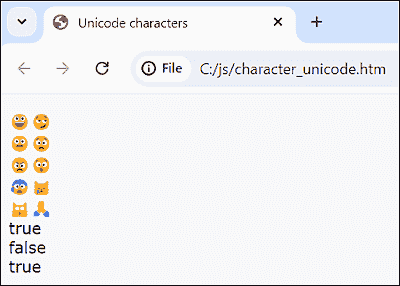 Unicode characters
File C:/js/character_unicode.htm
true
false
true